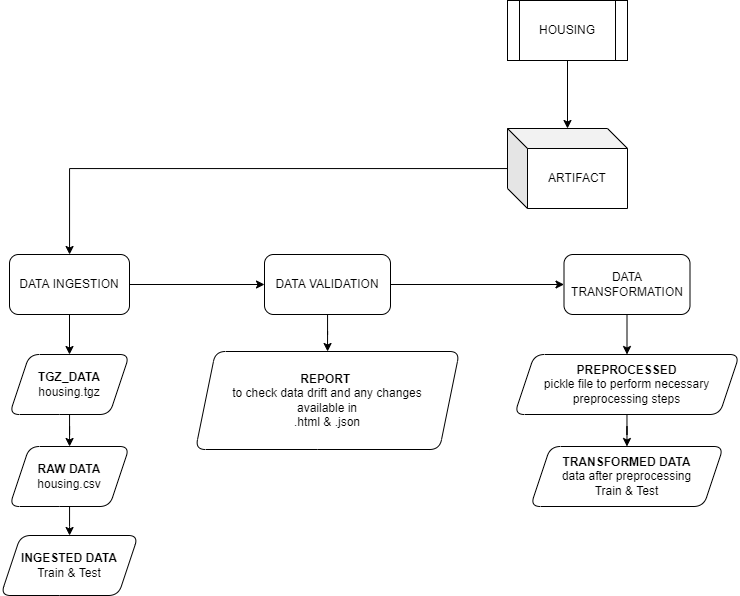 HOUSING
ARTIFACT
DATA INGESTION
DATA VALIDATION
DATA
TRANSFORMATION
TGZ_DATA
housing.tgz
REPORT
to check data drift and any changes
available in
.html & .json
PREPROCESSED
pickle file to perform necessary
preprocessing steps
RAW DATA
housing.csv
TRANSFORMED DATA
data after preprocessing
Train & Test
INGESTED DATA
Train & Test